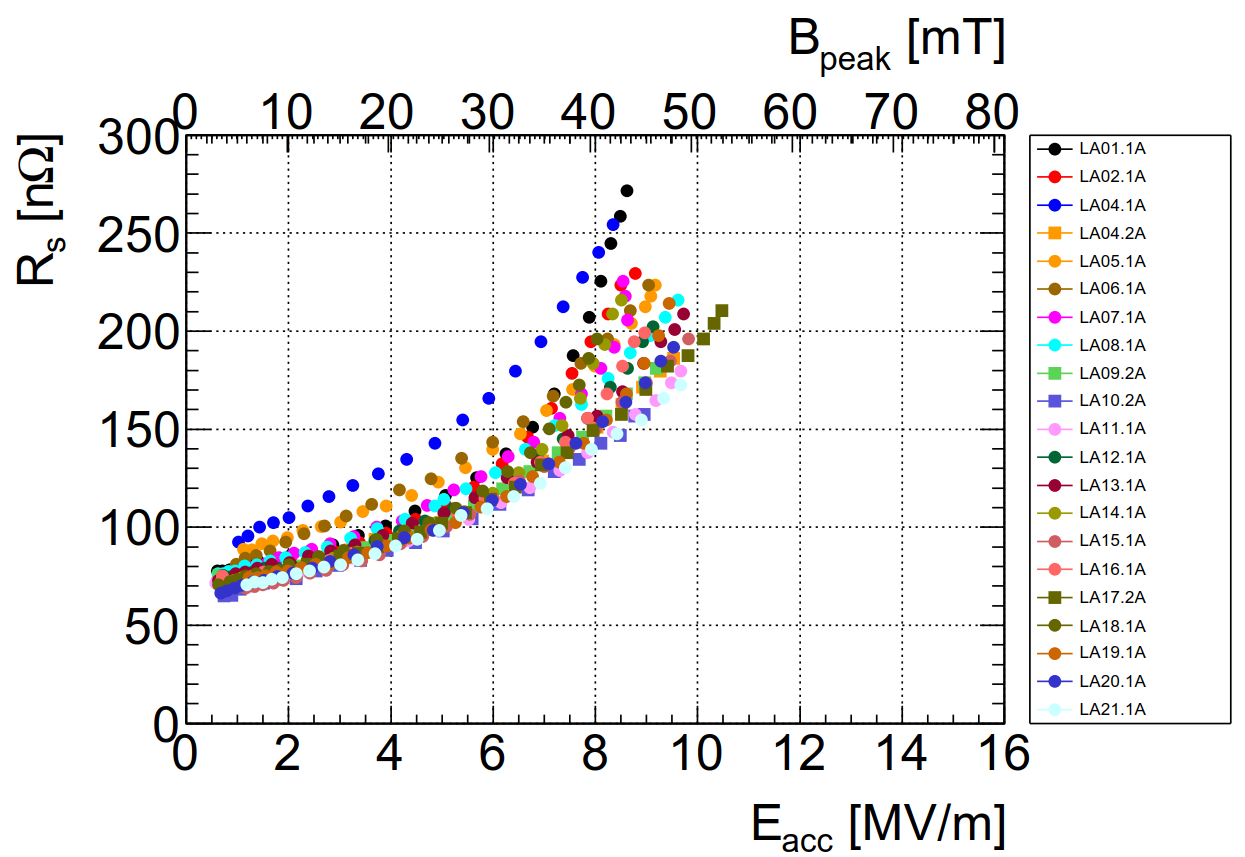 B_peak [mT]
0 10 20 30 40 50 60 70 80
R_s [nΩ]
300
250
200
150
100
50
0
0 2 4 6 8 10 12 14 16
E_acc [MV/m]
LA01.1A
LA02.1A
LA04.1A
LA04.2A
LA05.1A
LA06.1A
LA07.1A
LA08.1A
LA09.2A
LA10.2A
LA11.1A
LA12.1A
LA13.1A
LA14.1A
LA15.1A
LA16.1A
LA17.2A
LA18.1A
LA19.1A
LA20.1A
LA21.1A